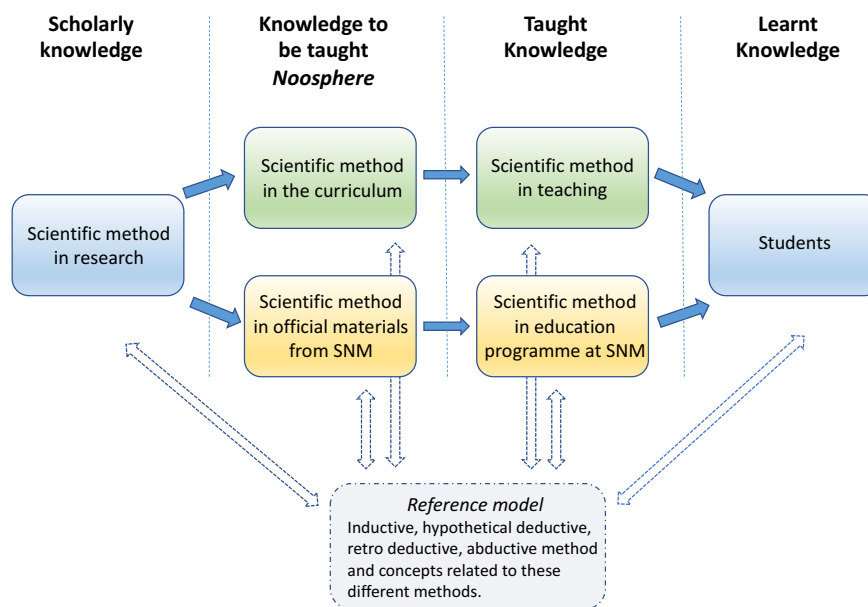 Scholarly
knowledge
Knowledge to
be taught
Noosphere
Taught
Knowledge
Learnt
Knowledge
Scientific method
in the curriculum
Scientific method
in teaching
Scientific method
in research
Students
Scientific method
in official materials
from SNM
Scientific method
in education
programme at SNM
Reference model
Inductive, hypothetical deductive,
retro deductive, abductive method
and concepts related to these
different methods.